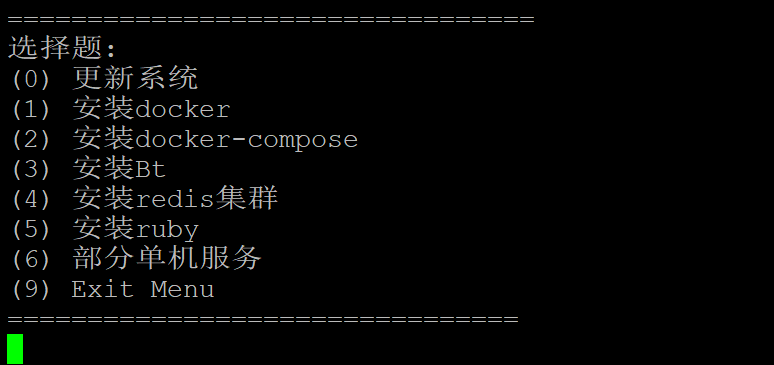 =================================
选择题:
(0) 更新系统
(1) 安装docker
(2) 安装docker-compose
(3) 安装Bt
(4) 安装redis集群
(5) 安装ruby
(6) 部分单机服务
(9) Exit Menu
================================